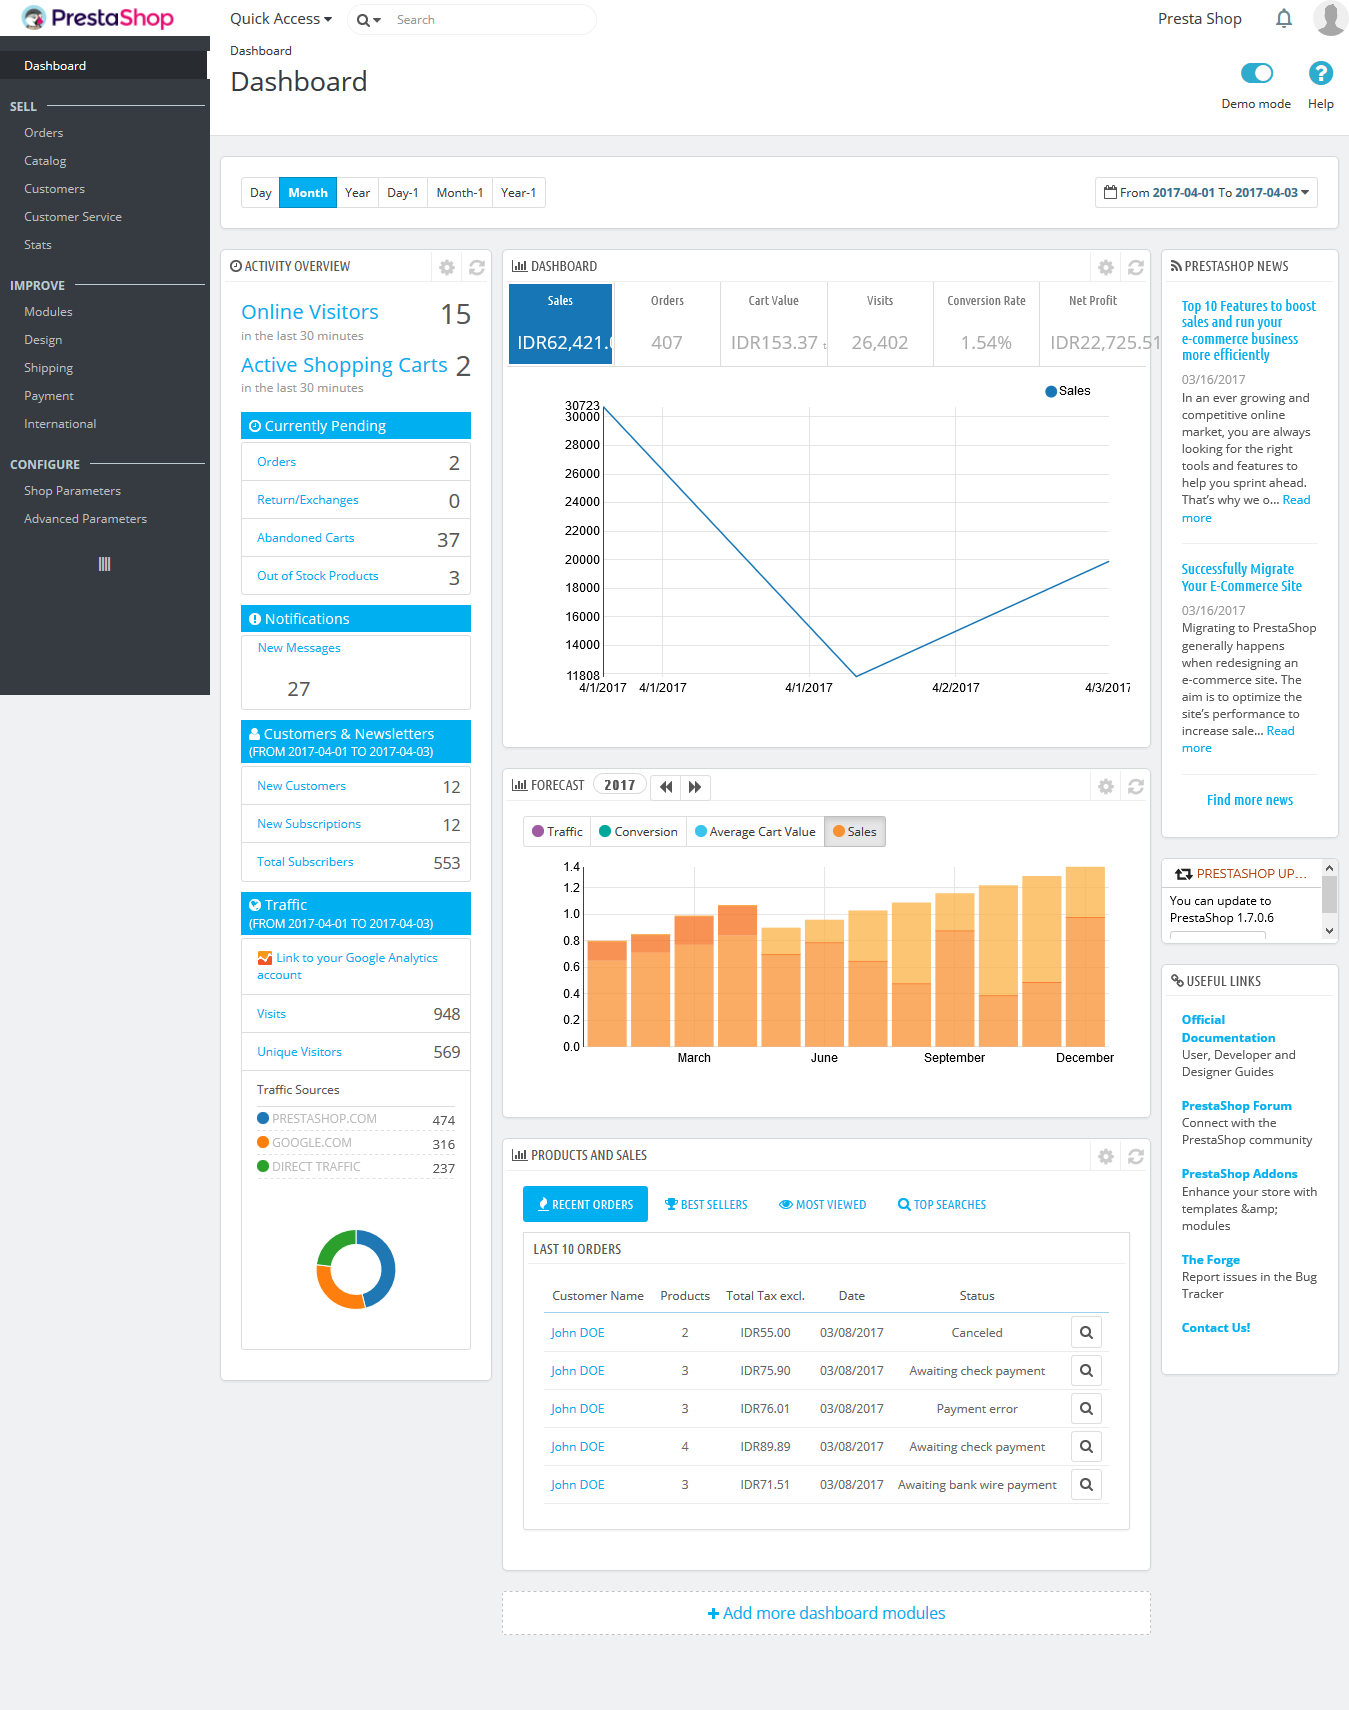 PrestaShop
Quick Access
Search
Presta Shop
Dashboard
Dashboard
Demo mode
Help
Dashboard
SELL
Orders
Catalog
Customers
Customer Service
Stats
IMPROVE
Modules
Design
Shipping
Payment
International
CONFIGURE
Shop Parameters
Advanced Parameters
Day Month Year Day-1 Month-1 Year-1
From 2017-04-01 To 2017-04-03
ACTIVITY OVERVIEW
Online Visitors 15
in the last 30 minutes
Active Shopping Carts 2
in the last 30 minutes
Currently Pending
Orders 2
Return/Exchanges 0
Abandoned Carts 37
Out of Stock Products 3
Notifications
New Messages
27
Customers & Newsletters
(FROM 2017-04-01 TO 2017-04-03)
New Customers 12
New Subscriptions 12
Total Subscribers 553
Traffic
(FROM 2017-04-01 TO 2017-04-03)
Link to your Google Analytics
account
Visits 948
Unique Visitors 569
Traffic Sources
PRESTASHOP.COM 474
GOOGLE.COM 316
DIRECT TRAFFIC 237
DASHBOARD
Sales Orders Cart Value Visits Conversion Rate Net Profit
IDR62,421. 407 IDR153.37 26,402 1.54% IDR22,725.51
Sales
30723
30000
28000
26000
24000
22000
20000
18000
16000
14000
11808
4/1/2017 4/1/2017 4/1/2017 4/2/2017 4/3/2017
FORECAST 2017
Traffic Conversion Average Cart Value Sales
1.4
1.2
1.0
0.8
0.6
0.4
0.2
0.0
March June September December
PRODUCTS AND SALES
RECENT ORDERS BEST SELLERS MOST VIEWED TOP SEARCHES
LAST 10 ORDERS
Customer Name Products Total Tax excl. Date Status
John DOE 2 IDR55.00 03/08/2017 Canceled
John DOE 3 IDR75.90 03/08/2017 Awaiting check payment
John DOE 3 IDR76.01 03/08/2017 Payment error
John DOE 4 IDR89.89 03/08/2017 Awaiting check payment
John DOE 3 IDR71.51 03/08/2017 Awaiting bank wire payment
Add more dashboard modules
PRESTASHOP NEWS
Top 10 Features to boost
sales and run your
e-commerce business
more efficiently
03/16/2017
In an ever growing and
competitive online
market, you are always
looking for the right
tools and features to
help you sprint ahead.
That's why we o... Read
more
Successfully Migrate
Your E-Commerce Site
03/16/2017
Migrating to PrestaShop
generally happens
when redesigning an
e-commerce site. The
aim is to optimize the
site's performance to
increase sale... Read
more
Find more news
PRESTASHOP UP...
You can update to
PrestaShop 1.7.0.6
USEFUL LINKS
Official
Documentation
User, Developer and
Designer Guides
PrestaShop Forum
Connect with the
PrestaShop community
PrestaShop Addons
Enhance your store with
templates &amp;
modules
The Forge
Report issues in the Bug
Tracker
Contact Us!